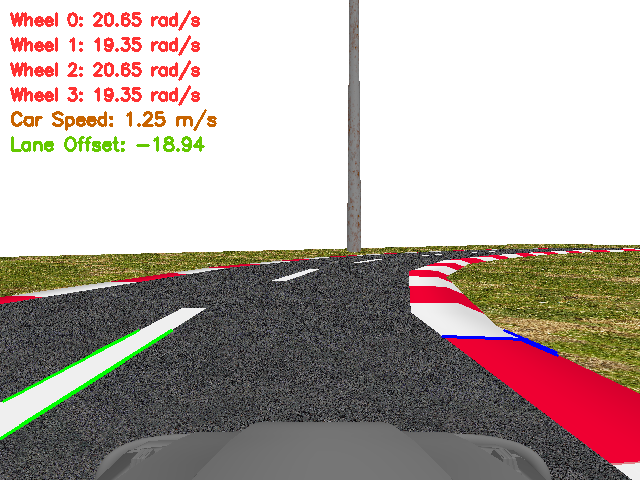 Wheel 0: 20.65 rad/s
Wheel 1: 19.35 rad/s
Wheel 2: 20.65 rad/s
Wheel 3: 19.35 rad/s
Car Speed: 1.25 m/s
Lane Offset: -18.94